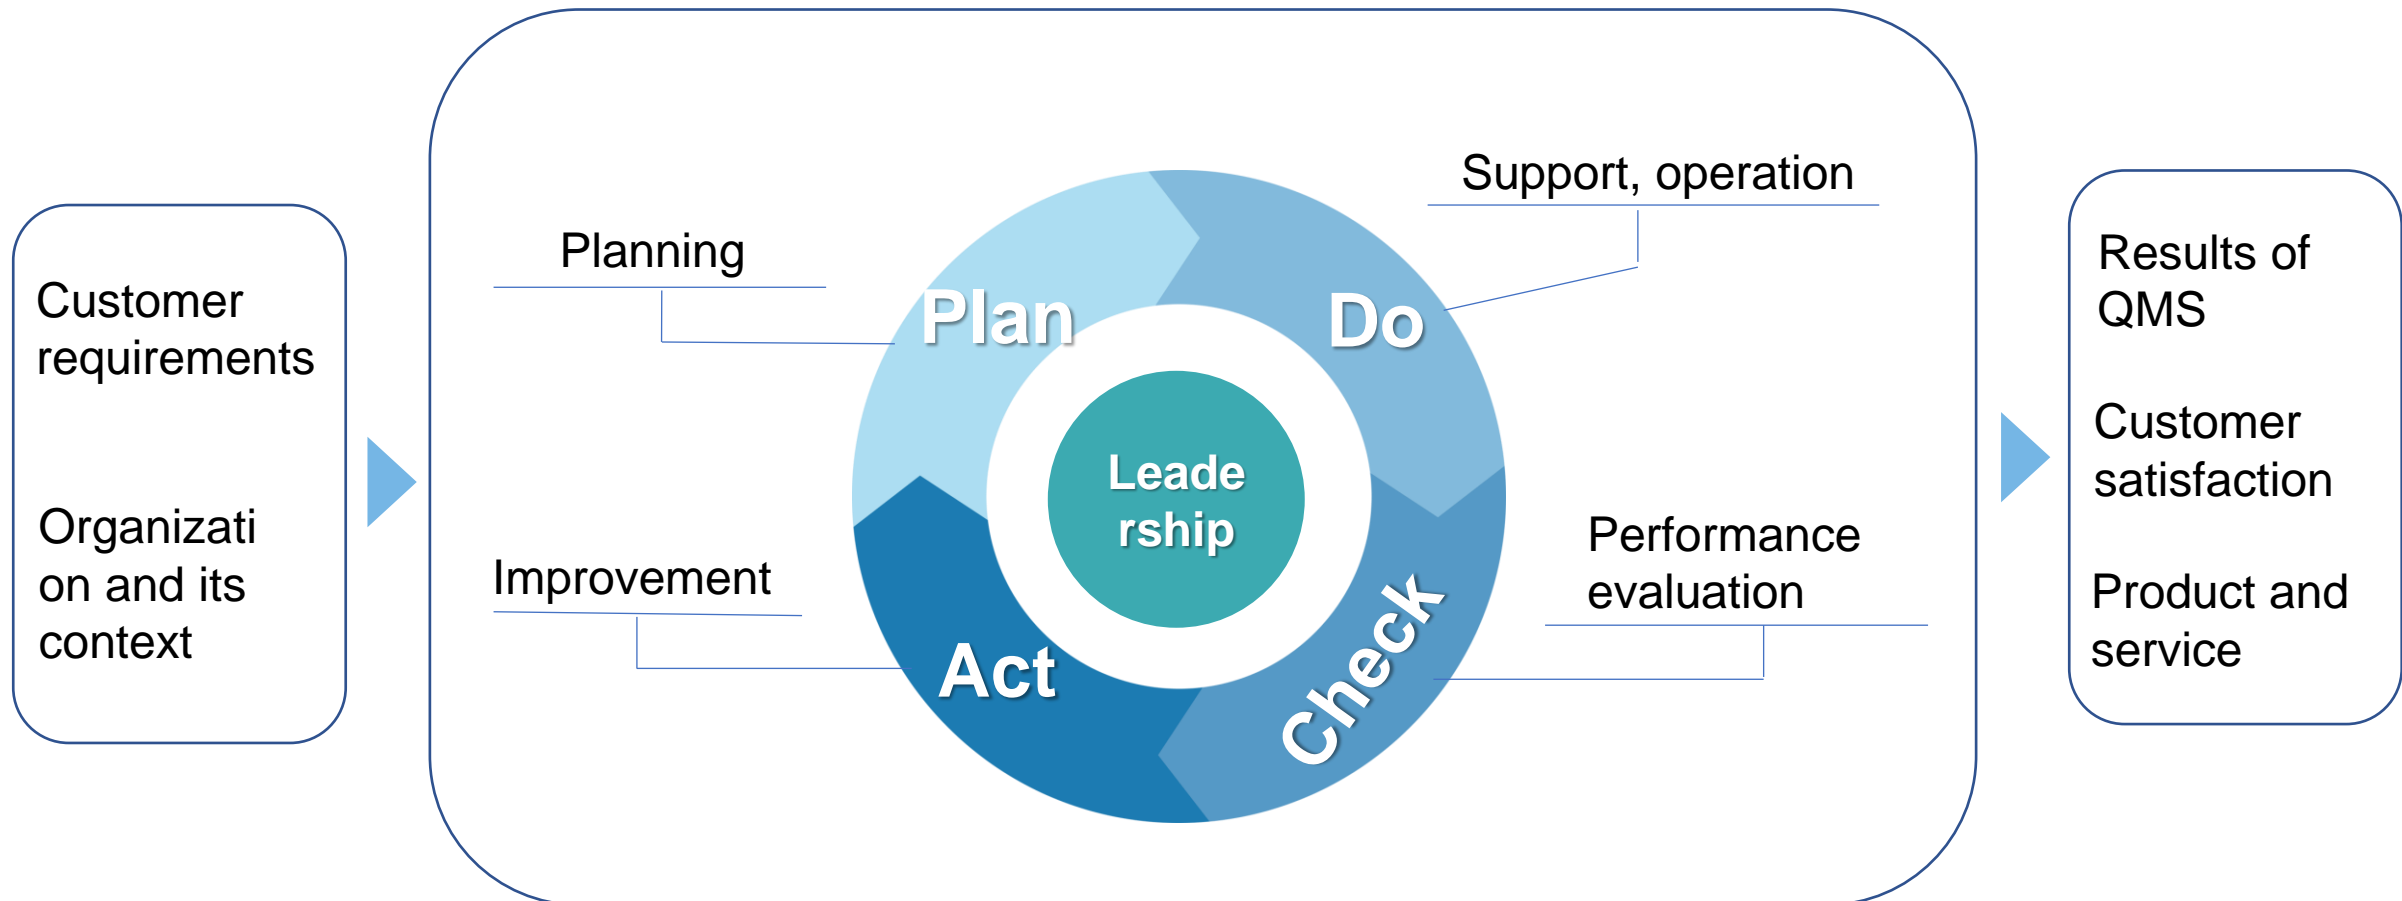 Customer
requirements
Organizati
on and its
context
Planning
Support, operation
Plan
Do
Leade
rship
Improvement
Performance
evaluation
Act
Check
Results of
QMS
Customer
satisfaction
Product and
service